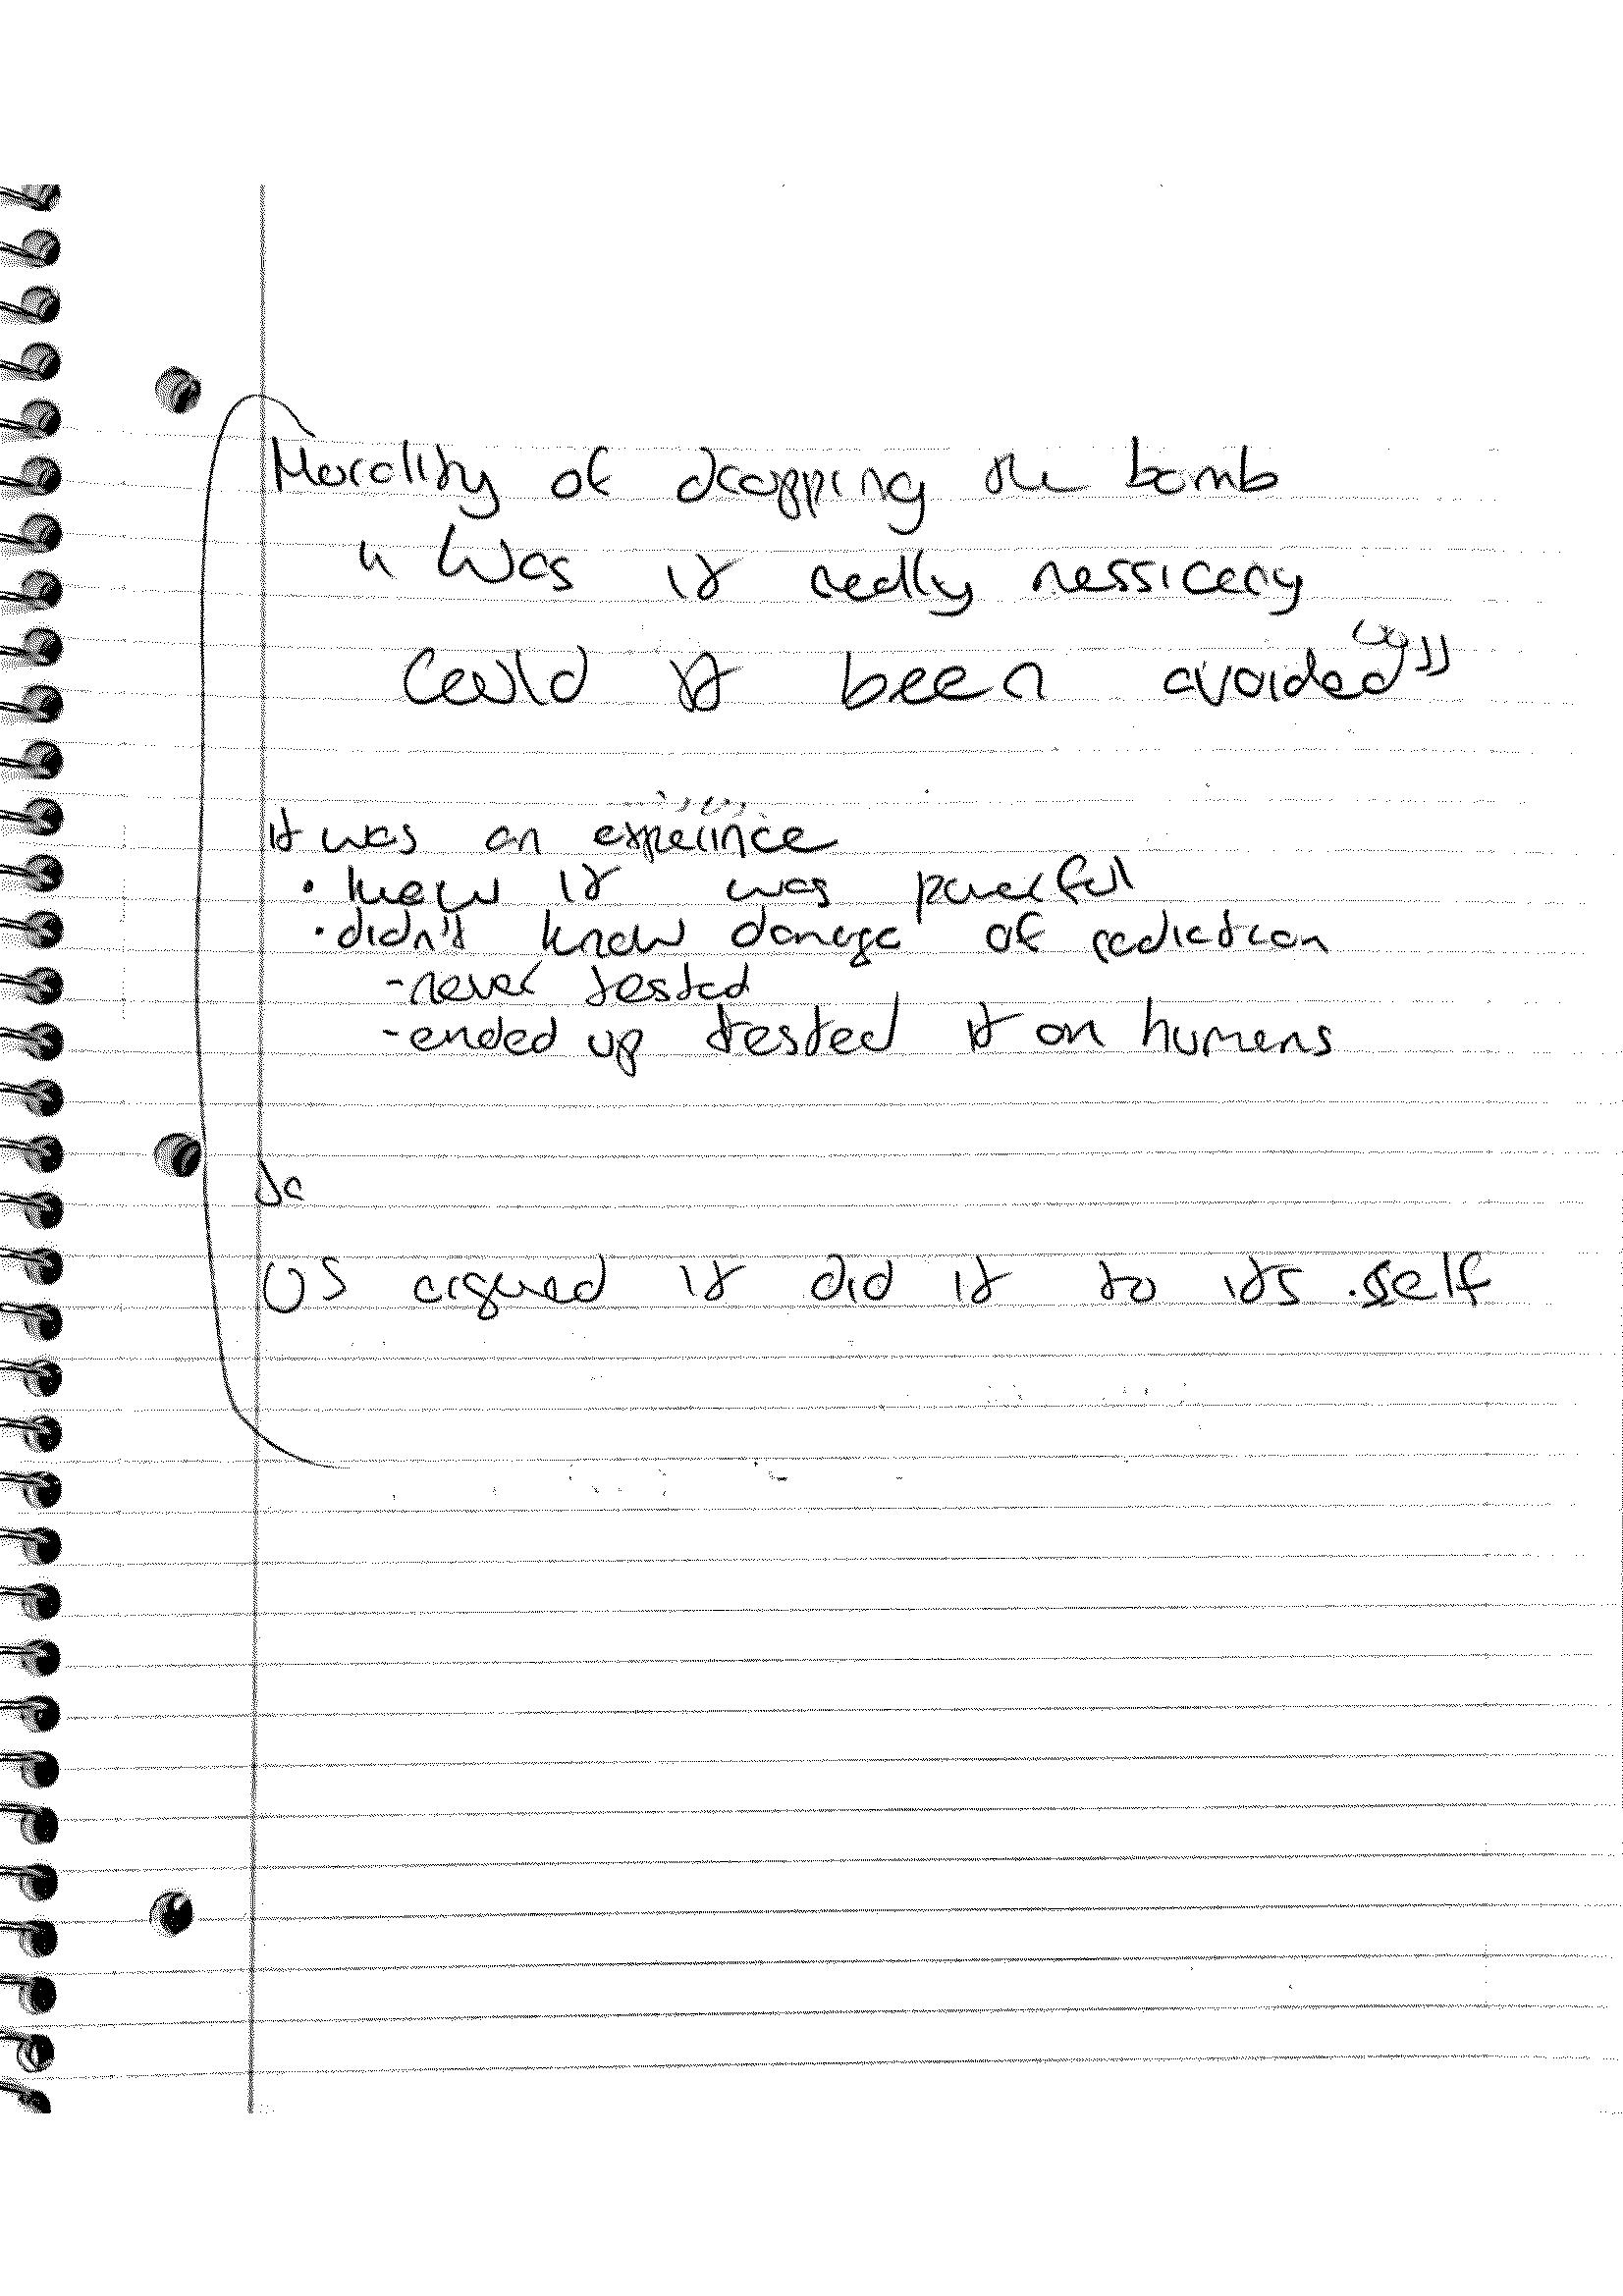 Morality of dropping the bomb
" Was it really nessicery
Could it been avoided"
it was an experince
• knew it was powerful
• didn't know damage of radiation
- never tested
- ended up tested it on humans
Ja
US argued it did it to its self